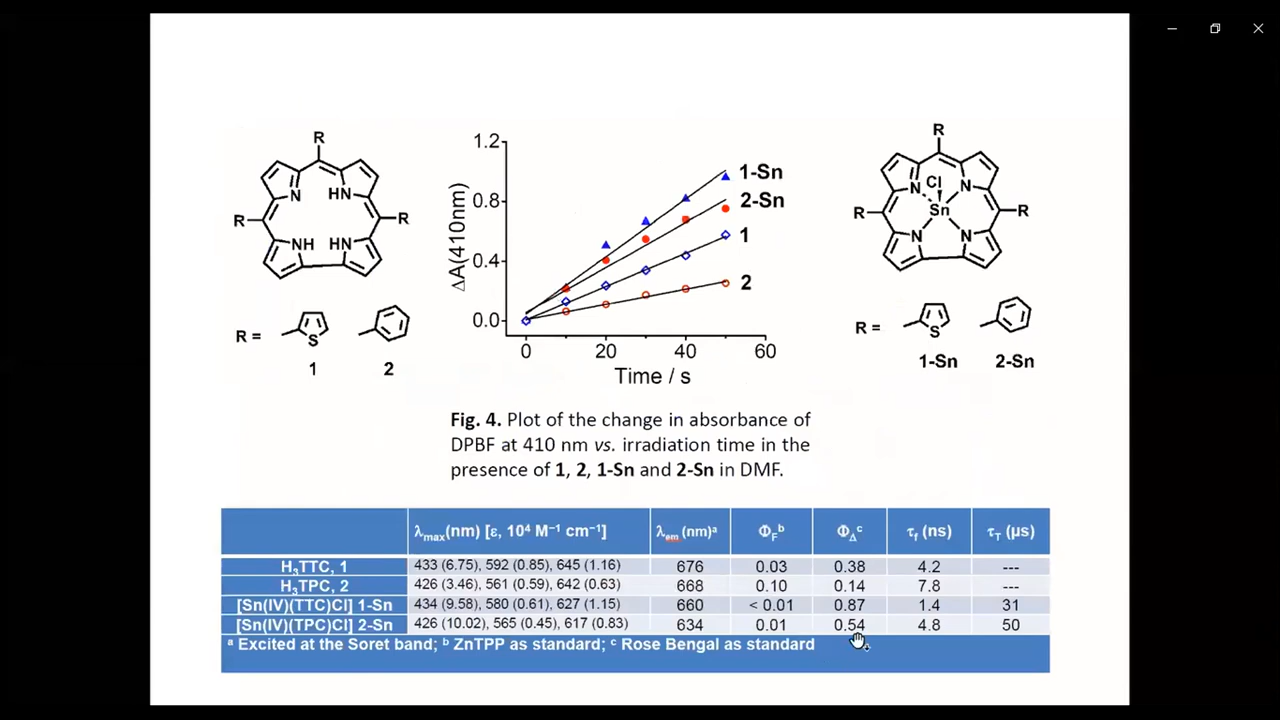 R
N
HN
R
R
NH
HN
R =
S
1
2
1.2
0.8
0.4
0.0
ΔA(410nm)
0
20
40
60
Time / s
1-Sn
2-Sn
1
2
R
Cl
N
N
R
Sn
R
N
N
R =
S
1-Sn
2-Sn
Fig. 4. Plot of the change in absorbance of
DPBF at 410 nm vs. irradiation time in the
presence of 1, 2, 1-Sn and 2-Sn in DMF.
λmax(nm) [ε, 10⁴ M⁻¹ cm⁻¹] λem (nm)ᵃ ΦFᵇ ΦΔᶜ τf (ns) τT (µs)
H₃TTC, 1 433 (6.75), 592 (0.85), 645 (1.16) 676 0.03 0.38 4.2 ---
H₃TPC, 2 426 (3.46), 561 (0.59), 642 (0.63) 668 0.10 0.14 7.8 ---
[Sn(IV)(TTC)Cl] 1-Sn 434 (9.58), 580 (0.61), 627 (1.15) 660 < 0.01 0.87 1.4 31
[Sn(IV)(TPC)Cl] 2-Sn 426 (10.02), 565 (0.45), 617 (0.83) 634 0.01 0.54 4.8 50
ᵃ Excited at the Soret band; ᵇ ZnTPP as standard; ᶜ Rose Bengal as standard